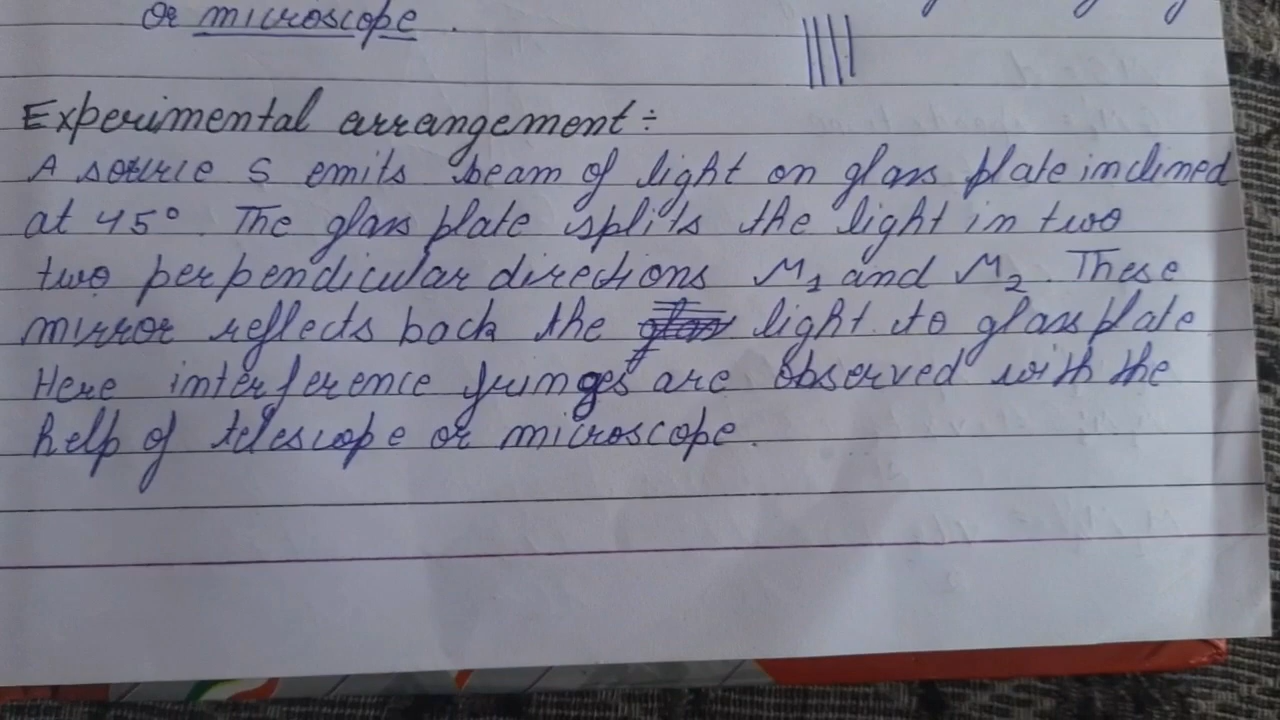 or microscope.
Experimental arrangement ÷
A source S emits beam of light on glass plate inclined
at 45°. The glass plate splits the light in two
two perpendicular directions M1 and M2. These
mirror reflects back the light to glass plate
Here interference fringes are observed with the
help of telescope or microscope.